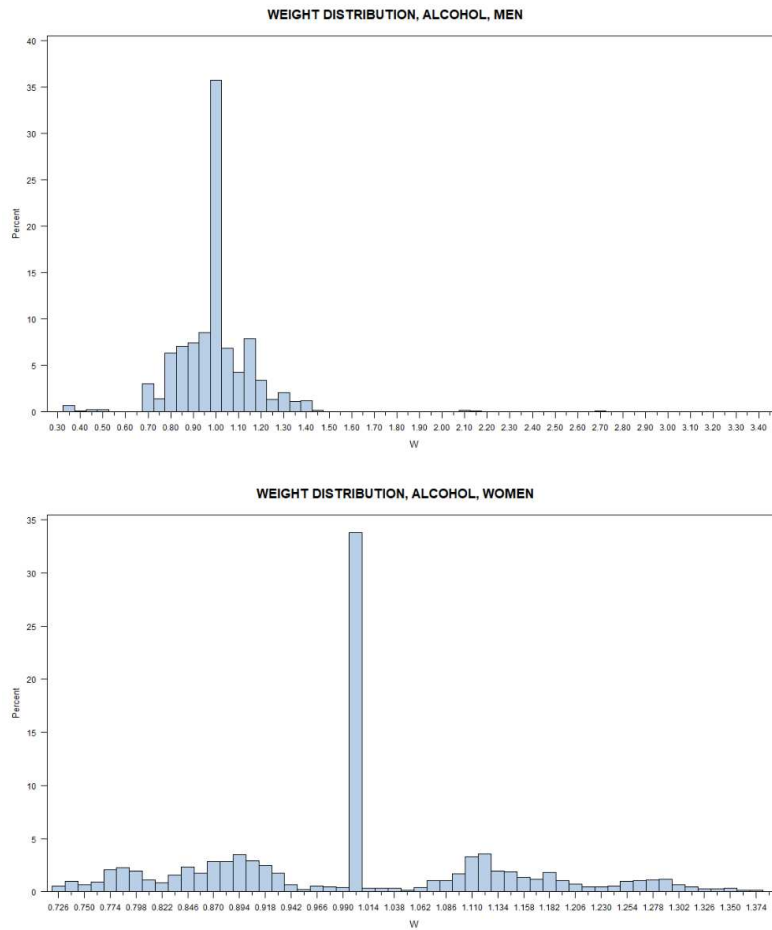 WEIGHT DISTRIBUTION, ALCOHOL, MEN
40
35
30
25
20
15
10
5
0
Percent
0.30 0.40 0.50 0.60 0.70 0.80 0.90 1.00 1.10 1.20 1.30 1.40 1.50 1.60 1.70 1.80 1.90 2.00 2.10 2.20 2.30 2.40 2.50 2.60 2.70 2.80 2.90 3.00 3.10 3.20 3.30 3.40
W
WEIGHT DISTRIBUTION, ALCOHOL, WOMEN
35
30
25
20
15
10
5
0
Percent
0.726 0.750 0.774 0.798 0.822 0.846 0.870 0.894 0.918 0.942 0.966 0.990 1.014 1.038 1.062 1.086 1.110 1.134 1.158 1.182 1.206 1.230 1.254 1.278 1.302 1.326 1.350 1.374
W